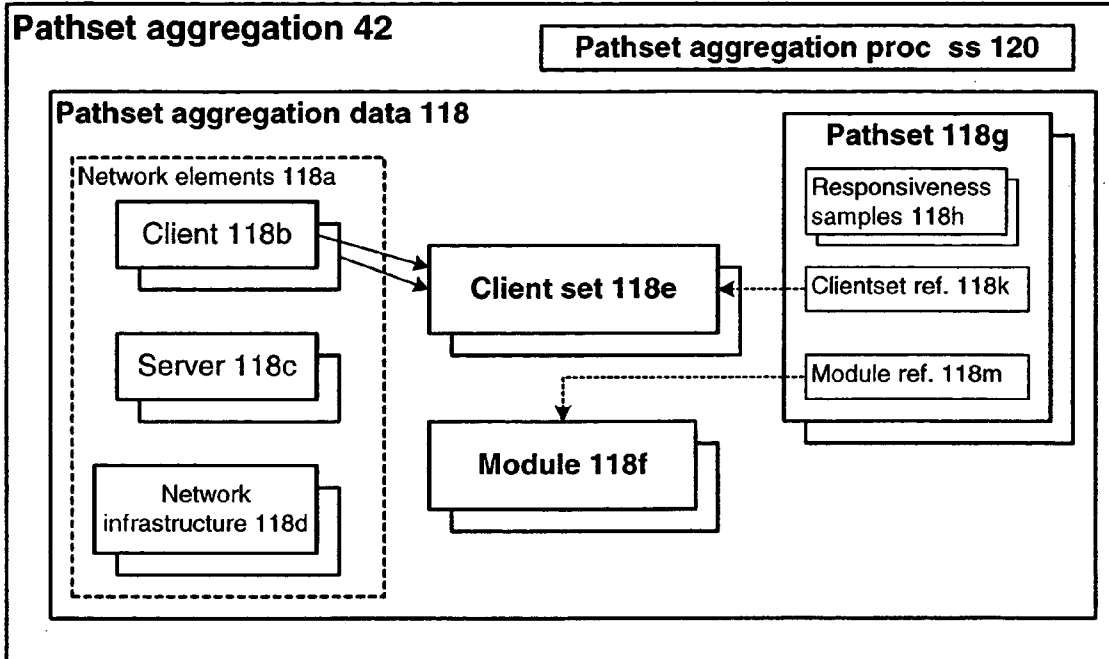 Pathset aggregation 42
Pathset aggregation proc ss 120
Pathset aggregation data 118
Network elements 118a
Client 118b
Server 118c
Network
infrastructure 118d
Client set 118e
Module 118f
Pathset 118g
Responsiveness
samples 118h
Clientset ref. 118k
Module ref. 118m